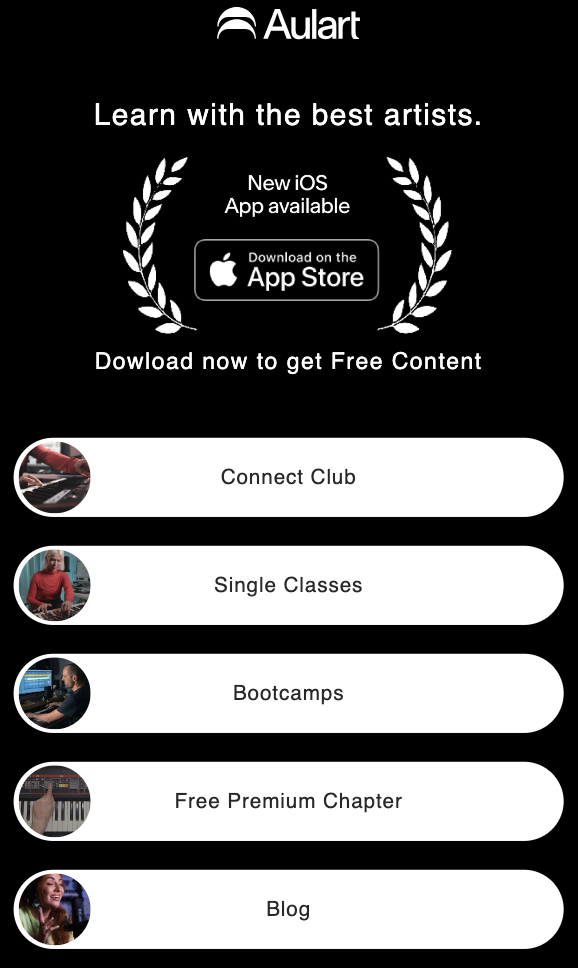 Aulart
Learn with the best artists.
New iOS
App available
Download on the
App Store
Dowload now to get Free Content
Connect Club
Single Classes
Bootcamps
Free Premium Chapter
Blog